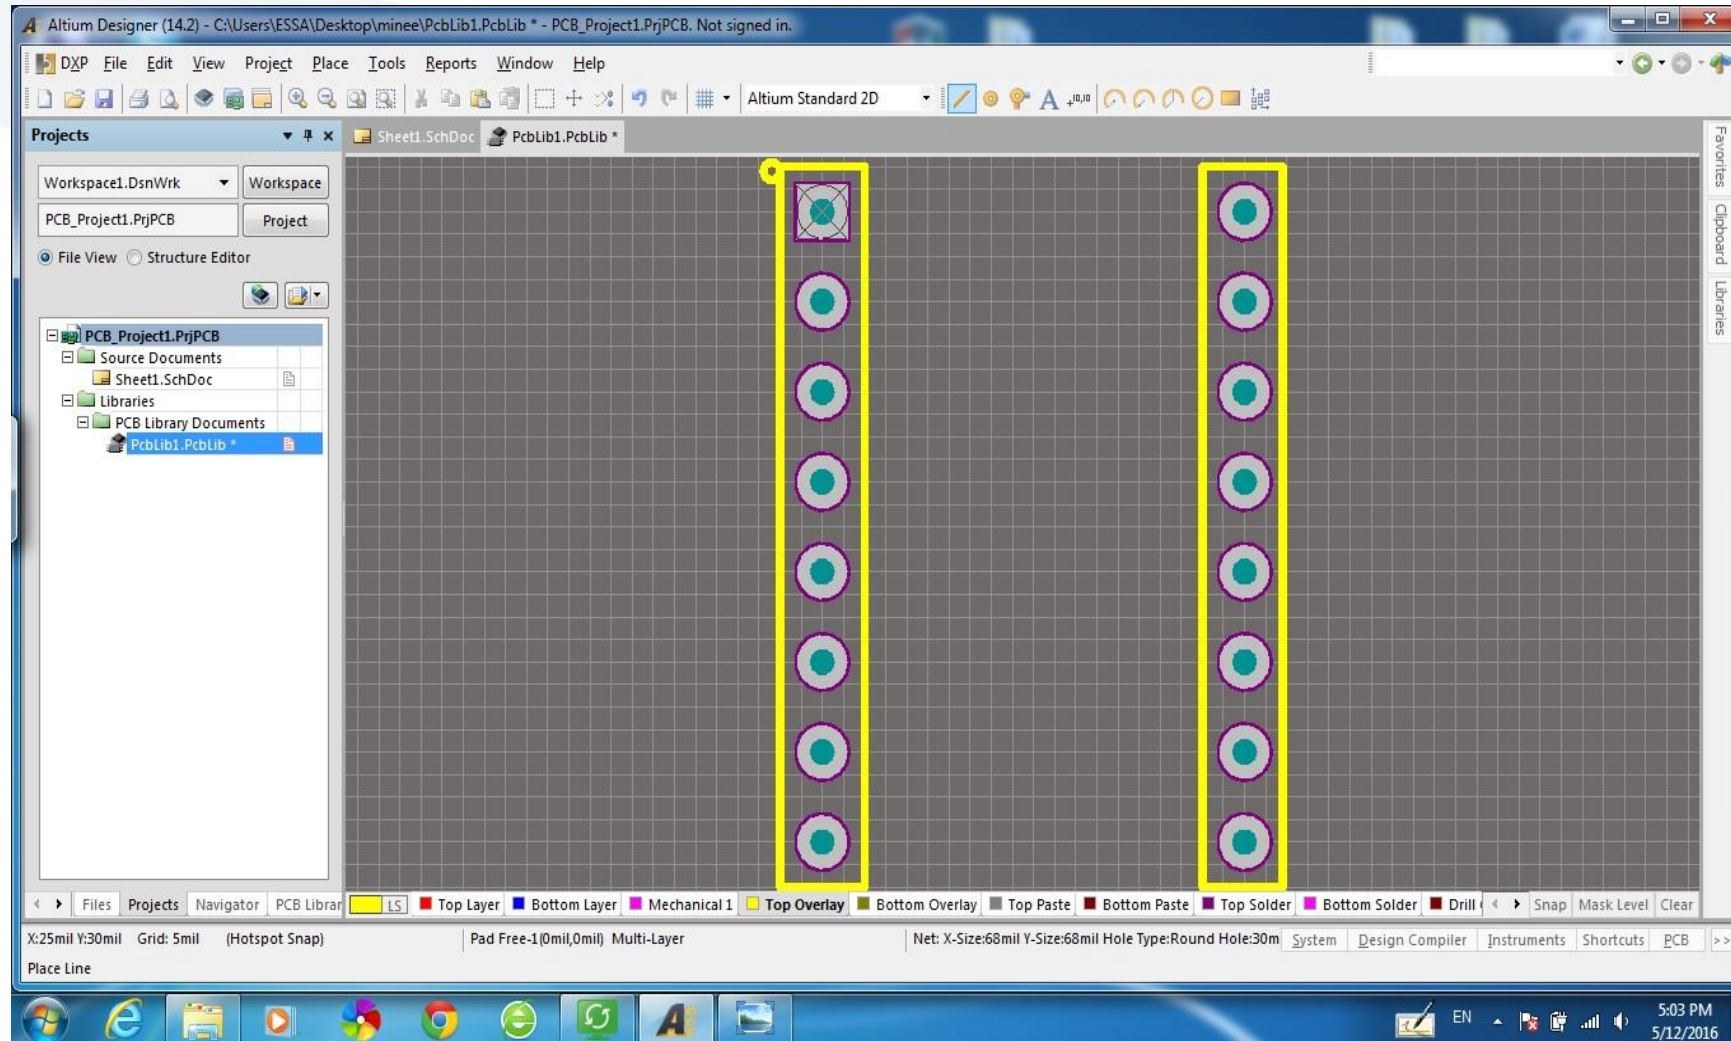 Altium Designer (14.2) - C:\Users\ESSA\Desktop\minee\PcbLib1.PcbLib * - PCB_Project1.PrjPCB. Not signed in.
DXP File Edit View Project Place Tools Reports Window Help
Altium Standard 2D
Projects
Sheet1.SchDoc PcbLib1.PcbLib *
Workspace1.DsnWrk Workspace
PCB_Project1.PrjPCB Project
File View Structure Editor
PCB_Project1.PrjPCB
Source Documents
Sheet1.SchDoc
Libraries
PCB Library Documents
PcbLib1.PcbLib *
Favorites
Clipboard
Libraries
Files Projects Navigator PCB Librar LS Top Layer Bottom Layer Mechanical 1 Top Overlay Bottom Overlay Top Paste Bottom Paste Top Solder Bottom Solder Drill Snap Mask Level Clear
X:25mil Y:30mil Grid: 5mil (Hotspot Snap) Pad Free-1(0mil,0mil) Multi-Layer Net: X-Size:68mil Y-Size:68mil Hole Type:Round Hole:30m System Design Compiler Instruments Shortcuts PCB >>
Place Line
EN 5:03 PM
5/12/2016